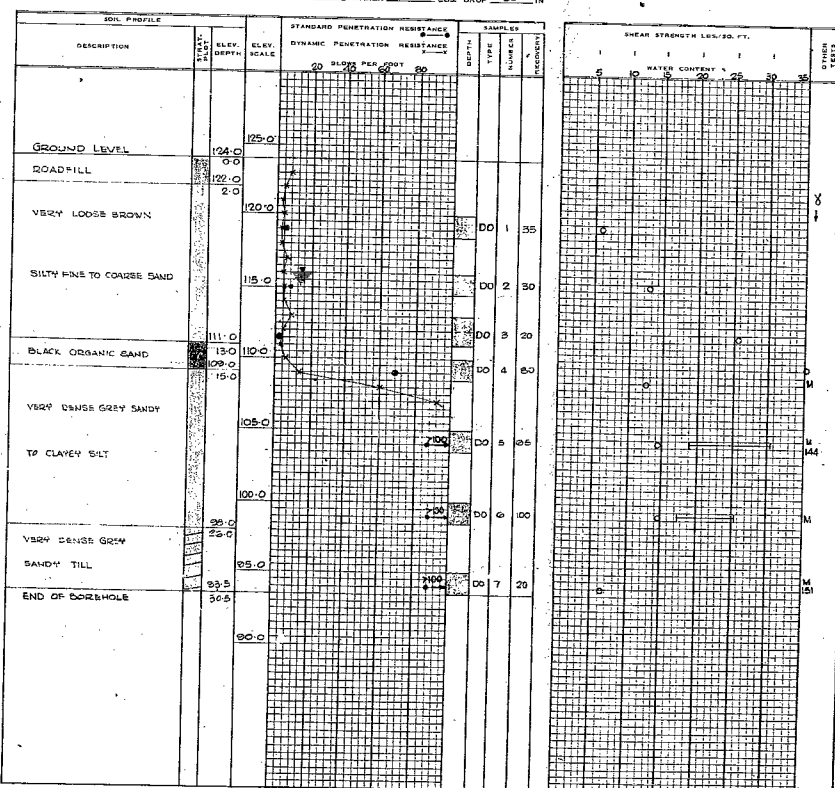 SOIL PROFILE
DESCRIPTION
STRAT. PLOT
ELEV. DEPTH
ELEV. SCALE
STANDARD PENETRATION RESISTANCE
DYNAMIC PENETRATION RESISTANCE
BLOWS PER FOOT
20 40 60 80
SAMPLES
DEPTH
TYPE
NUMBER
% RECOVERY
SHEAR STRENGTH LBS./SQ. FT.
WATER CONTENT %
5 10 15 20 25 30 35
OTHER TESTS
125.0
GROUND LEVEL 124.0
0.0
ROADFILL
122.0
2.0
γ
VERY LOOSE BROWN
120.0
DO 1 35
SILTY FINE TO COARSE SAND
115.0
DO 2 30
111.0
DO 3 20
BLACK ORGANIC SAND 13.0 110.0
109.0
DO 4 80
15.0
M
VERY DENSE GREY SANDY
105.0
TO CLAYEY SILT
>100 DO 5 M
144
100.0
>100 DO 6 100 M
98.0
VERY DENSE GREY
SANDY TILL
95.0
>100 DO 7 20 M
151
93.5
END OF BOREHOLE 30.5
90.0